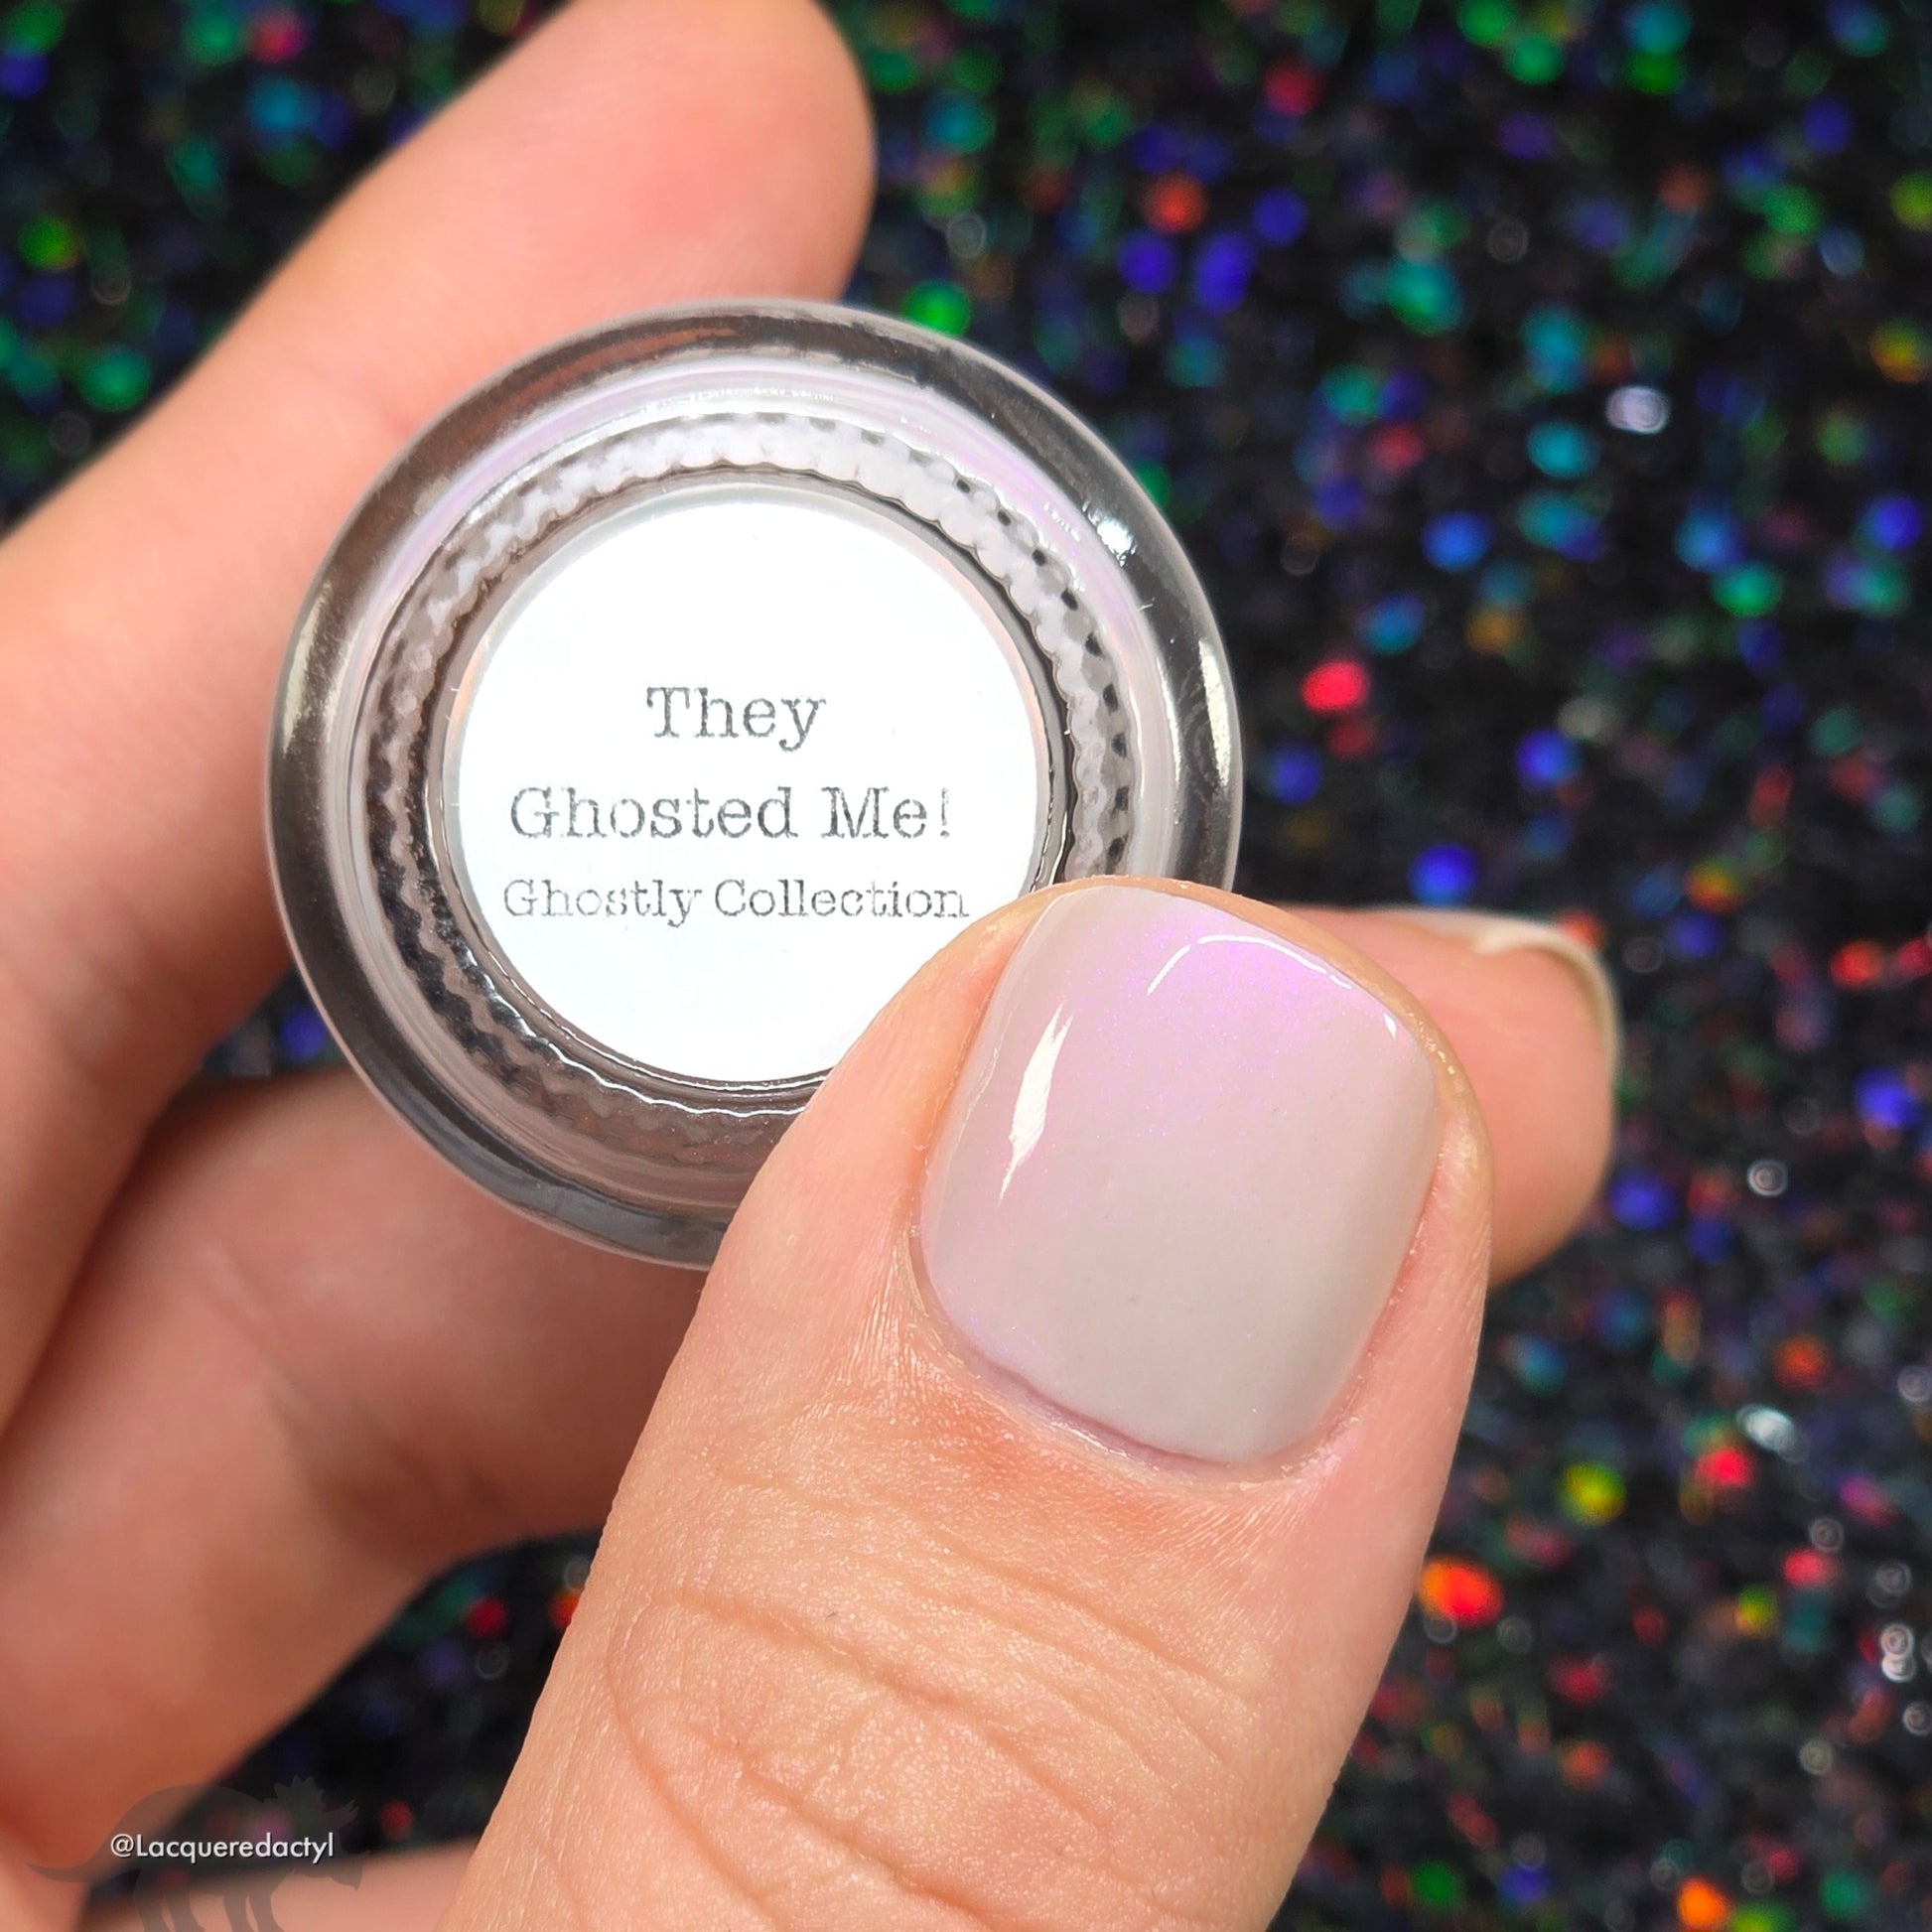 They
Ghosted Me!
Ghostly Collection
@Lacqueredactyl